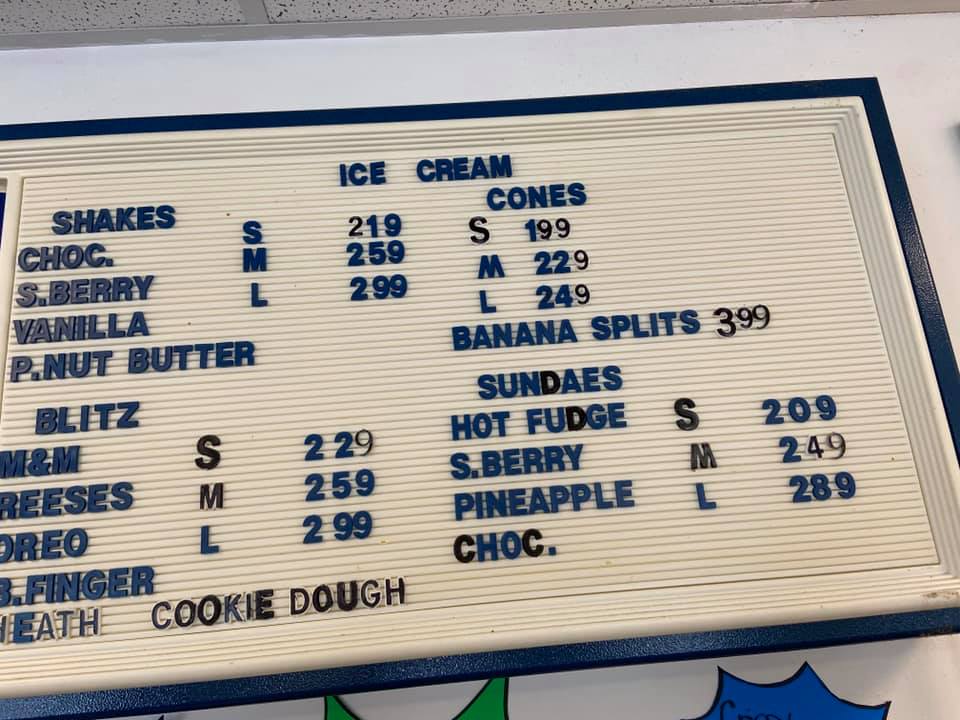 ICE CREAM
SHAKES
S 219
CHOC.
M 259
S.BERRY
L 299
VANILLA
P.NUT BUTTER
BLITZ
M&M
S 229
REESES
M 259
OREO
L 299
B.FINGER
HEATH COOKIE DOUGH
CONES
S 199
M 229
L 249
BANANA SPLITS 399
SUNDAES
HOT FUDGE S 209
S.BERRY M 249
PINEAPPLE L 289
CHOC.